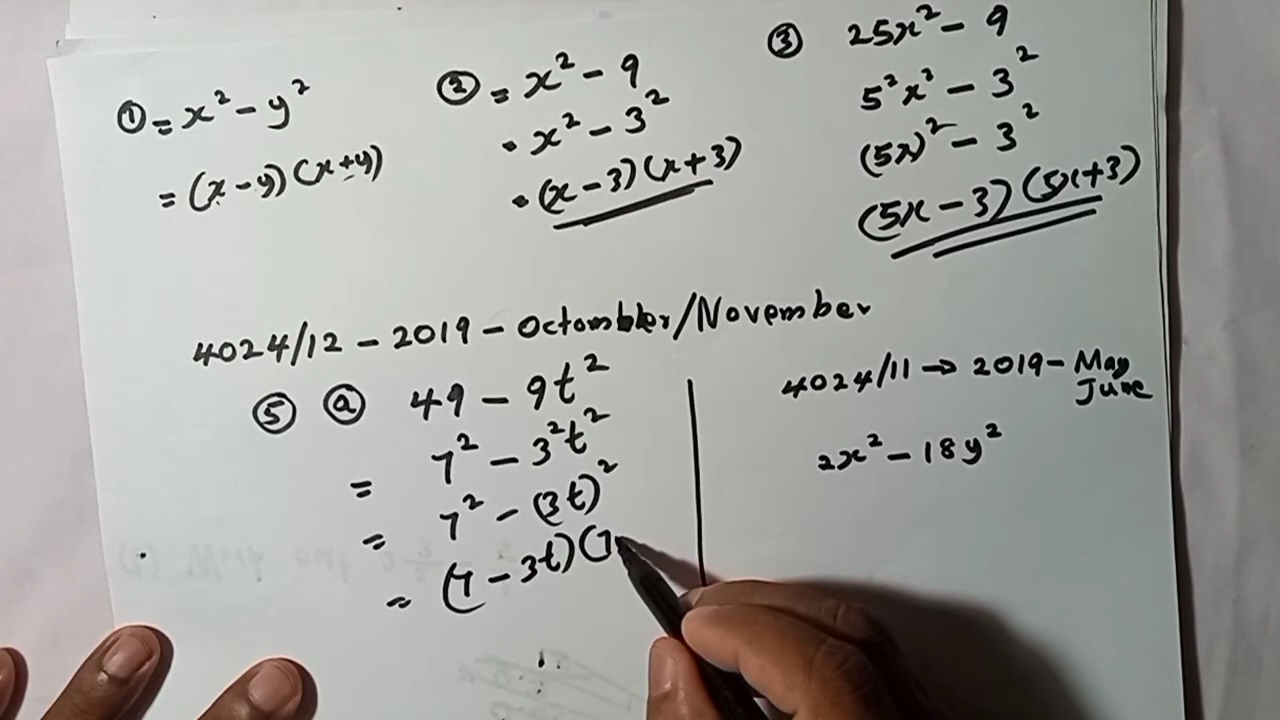 ① = x² – y²
= (x – y)(x + y)
② = x² – 9
= x² – 3²
= (x – 3)(x + 3)
③ 25x² – 9
5²x² – 3²
(5x)² – 3²
(5x – 3)(5x + 3)
4024/12 – 2019 – Octombber/November
⑤ ⓐ 49 – 9t²
= 7² – 3²t²
= 7² – (3t)²
= (7 – 3t)(7
4024/11 → 2019 – May
June
2x² – 18y²